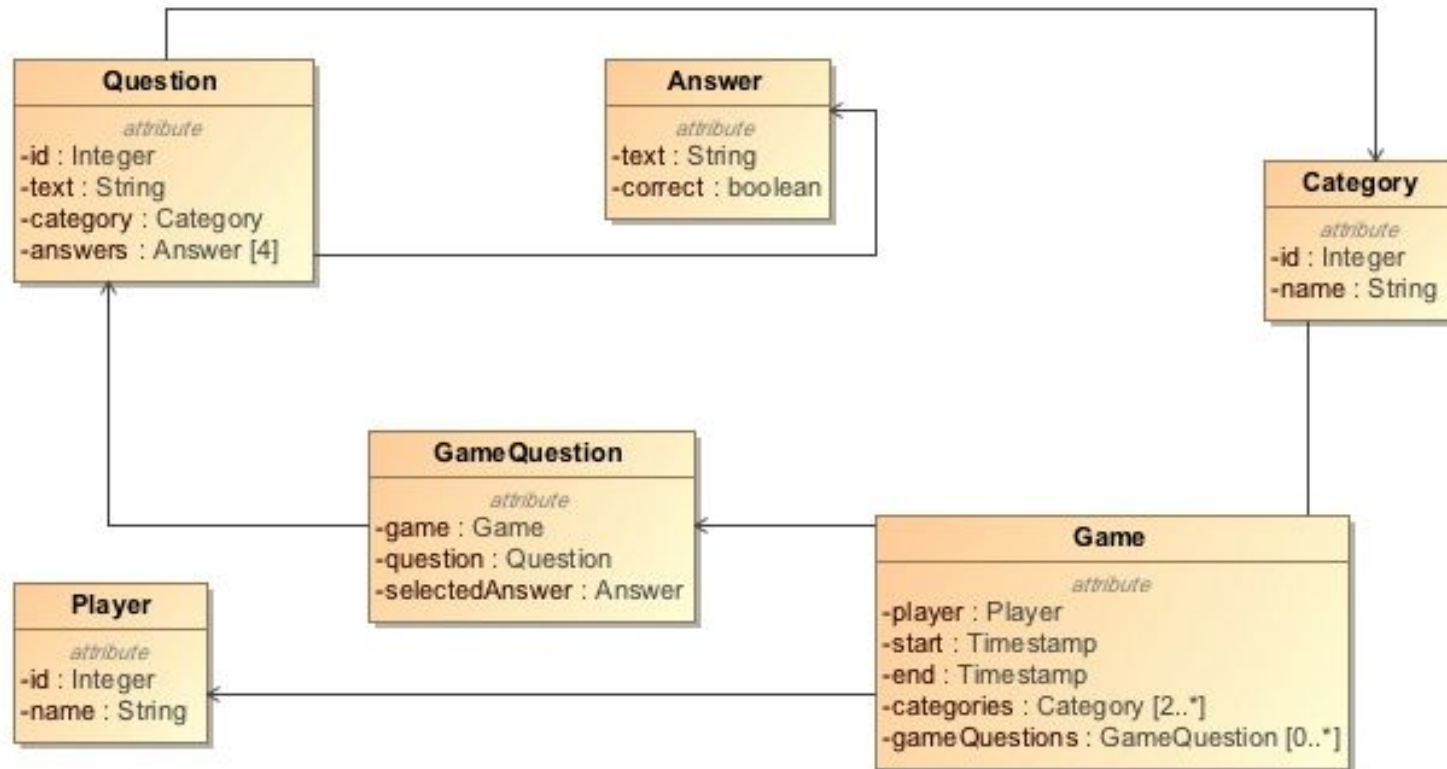 Question
attribute
-id : Integer
-text : String
-category : Category
-answers : Answer [4]
Answer
attribute
-text : String
-correct : boolean
Category
attribute
-id : Integer
-name : String
GameQuestion
attribute
-game : Game
-question : Question
-selectedAnswer : Answer
Game
attribute
-player : Player
-start : Timestamp
-end : Timestamp
-categories : Category [2..*]
-gameQuestions : GameQuestion [0..*]
Player
attribute
-id : Integer
-name : String